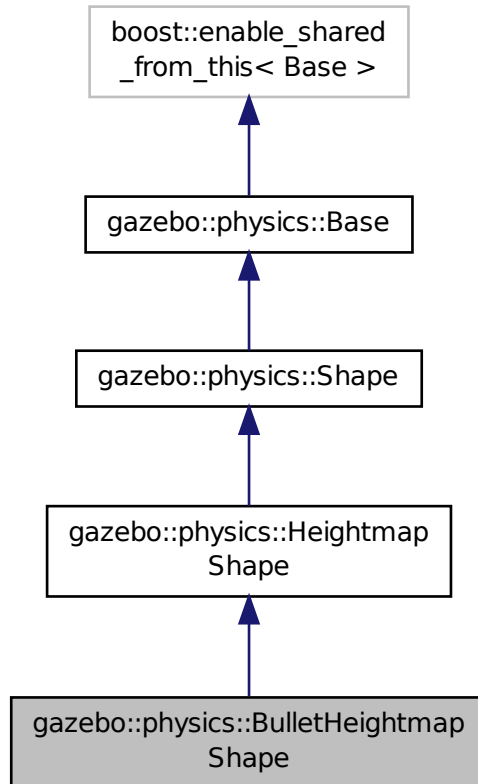 boost::enable_shared
_from_this< Base >
gazebo::physics::Base
gazebo::physics::Shape
gazebo::physics::Heightmap
Shape
gazebo::physics::BulletHeightmap
Shape